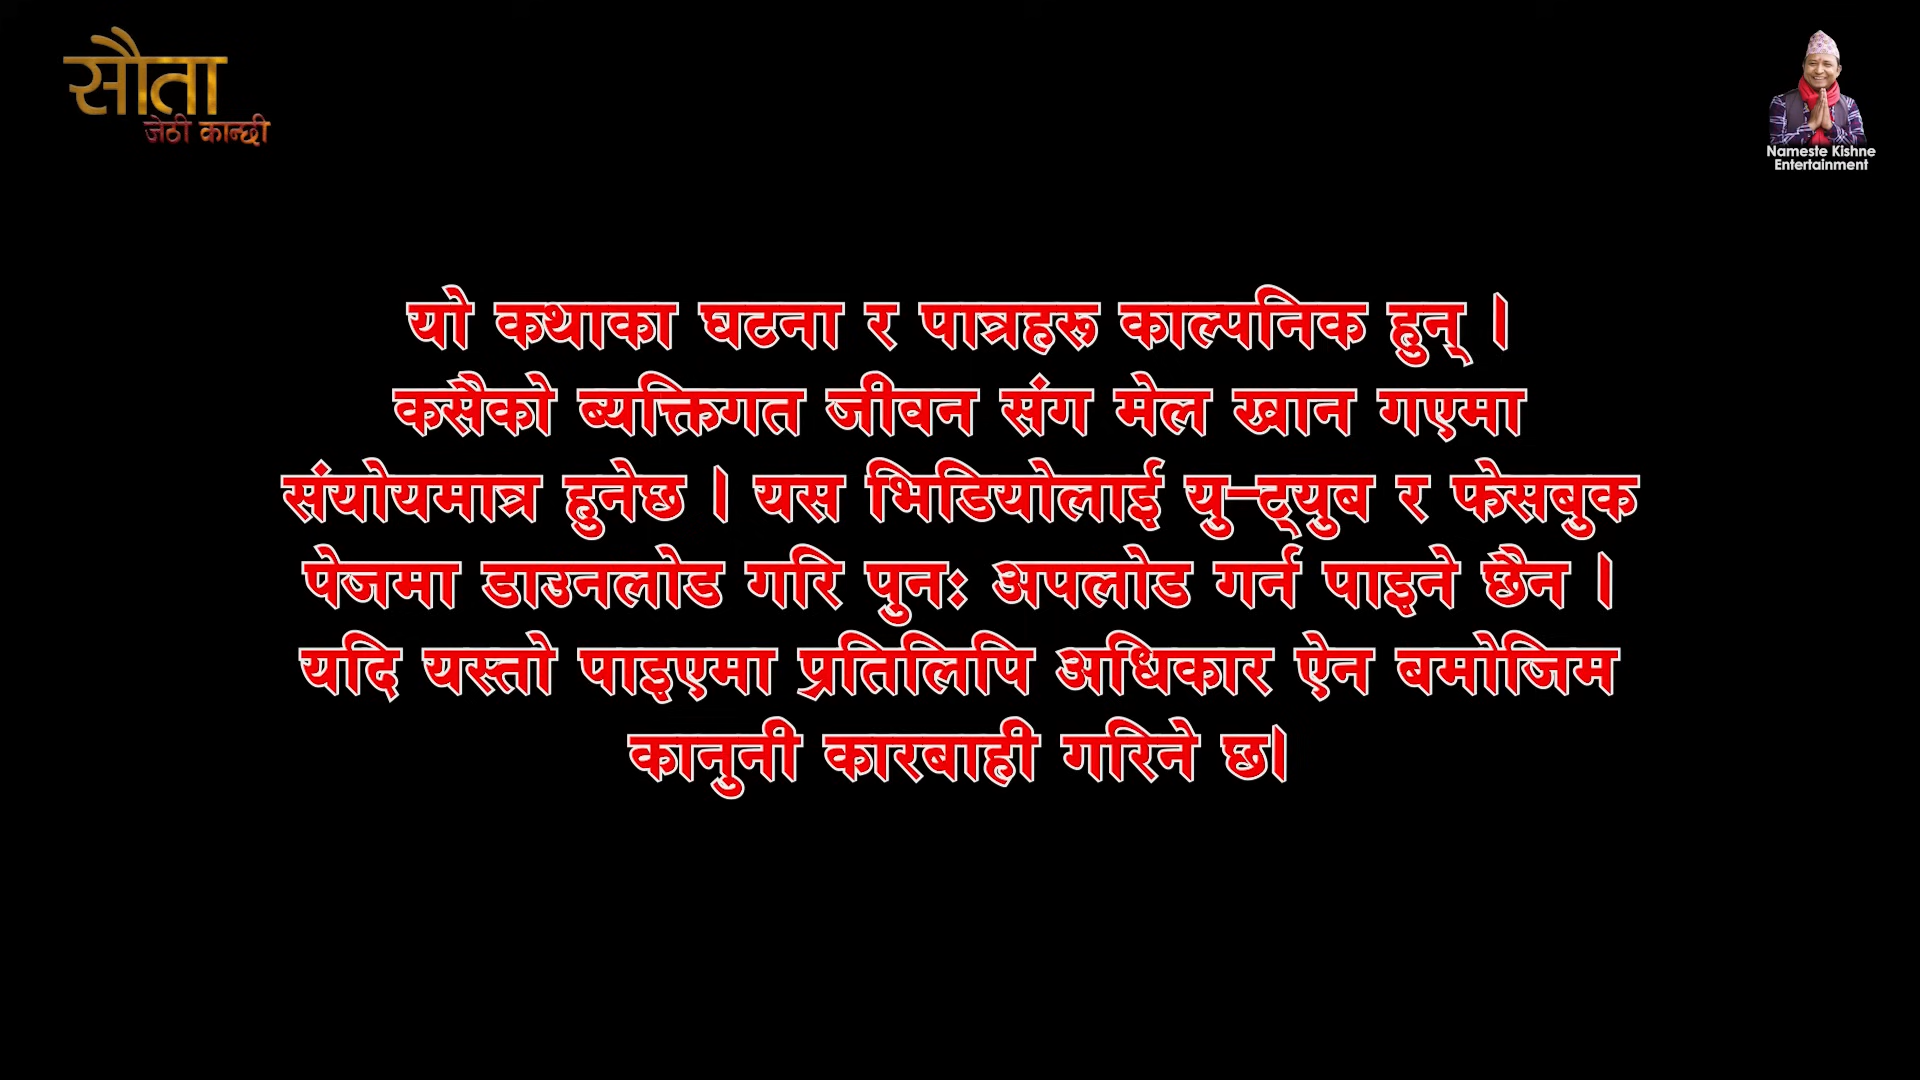 सौता
जेठी कान्छी
Nameste Kishne
Entertainment
यो कथाका घटना र पात्रहरू काल्पनिक हुन् ।
कसैको ब्यक्तिगत जीवन संग मेल खान गएमा
संयोयमात्र हुनेछ । यस भिडियोलाई यु-ट्युब र फेसबुक
पेजमा डाउनलोड गरि पुनः अपलोड गर्न पाइने छैन ।
यदि यस्तो पाइएमा प्रतिलिपि अधिकार ऐन बमोजिम
कानुनी कारबाही गरिने छ।